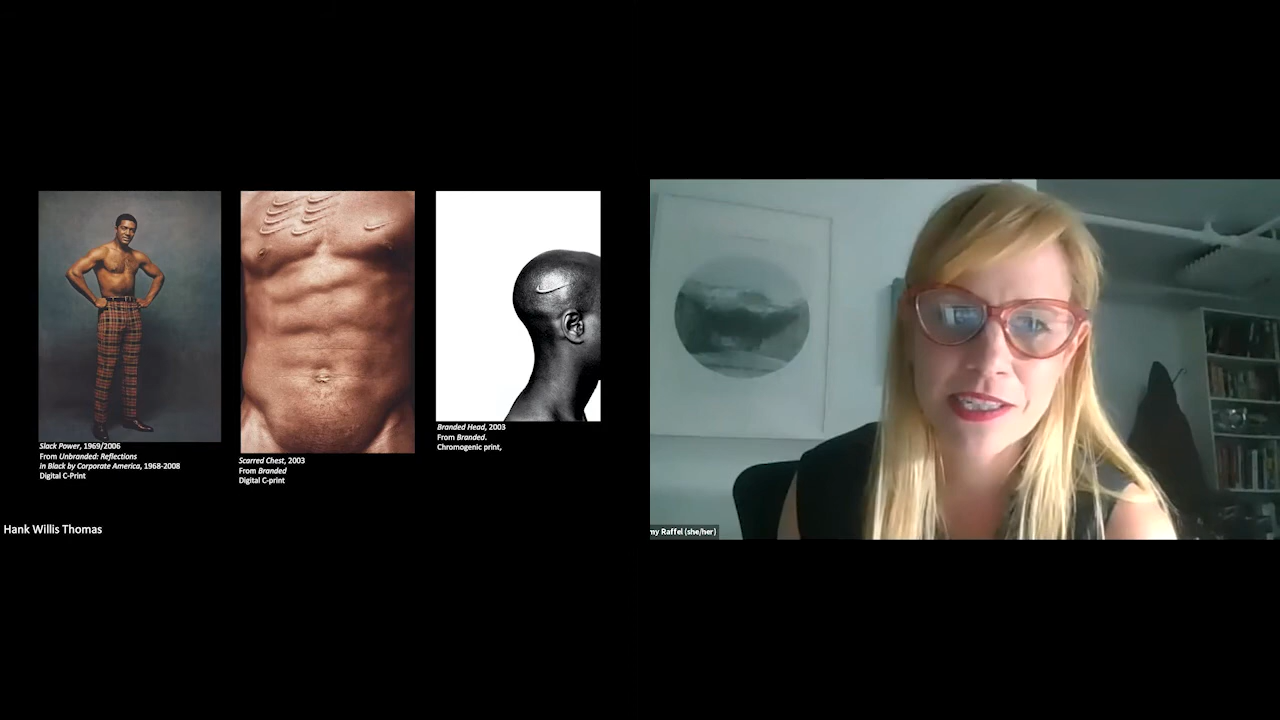 Slack Power, 1969/2006
From Unbranded: Reflections
in Black by Corporate America, 1968-2008
Digital C-Print
Scarred Chest, 2003
From Branded
Digital C-print
Branded Head, 2003
From Branded.
Chromogenic print,
Hank Willis Thomas
my Raffel (she/her)